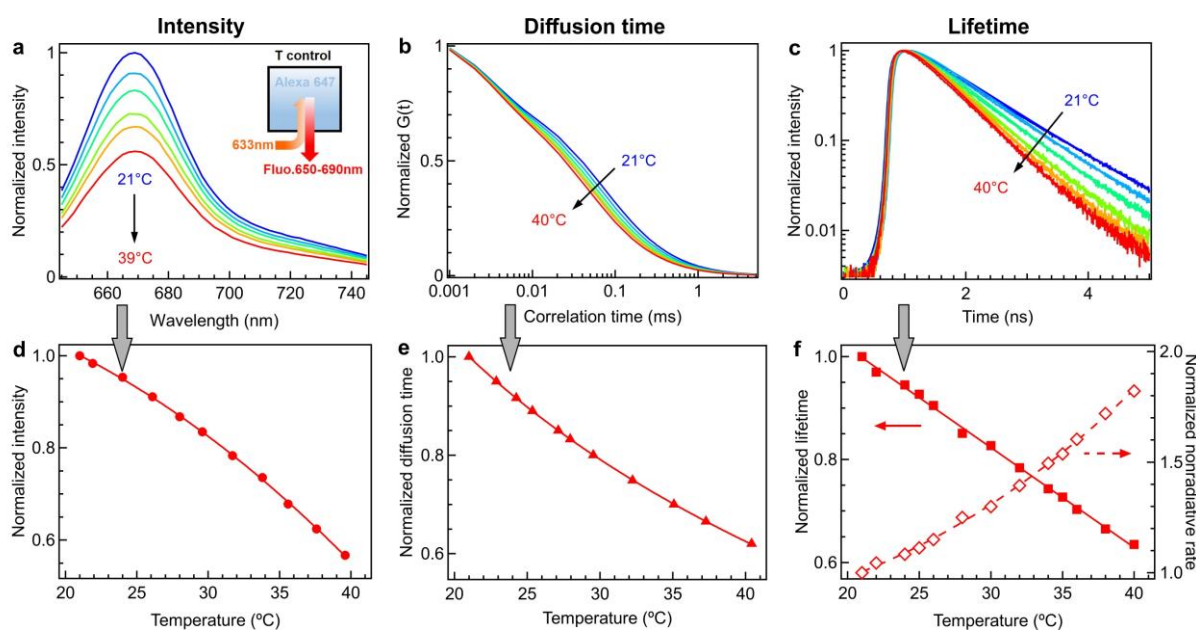 Intensity
Diffusion time
Lifetime
a
Normalized intensity
1
0.5
0
660
680
700
720
740
Wavelength (nm)
21°C
39°C
T control
Alexa 647
633nm
Fluo.650-690nm
b
Normalized G(t)
1
0.5
0
0.001
0.01
0.1
1
Correlation time (ms)
21°C
40°C
c
Normalized intensity
1
0.1
0.01
0
2
4
Time (ns)
21°C
40°C
d
Normalized intensity
1.0
0.8
0.6
20
25
30
35
40
Temperature (ºC)
e
Normalized diffusion time
1.0
0.8
0.6
20
25
30
35
40
Temperature (ºC)
f
Normalized lifetime
1.0
0.8
0.6
20
25
30
35
40
Temperature (ºC)
2.0
1.5
1.0
Normalized nonradiative rate